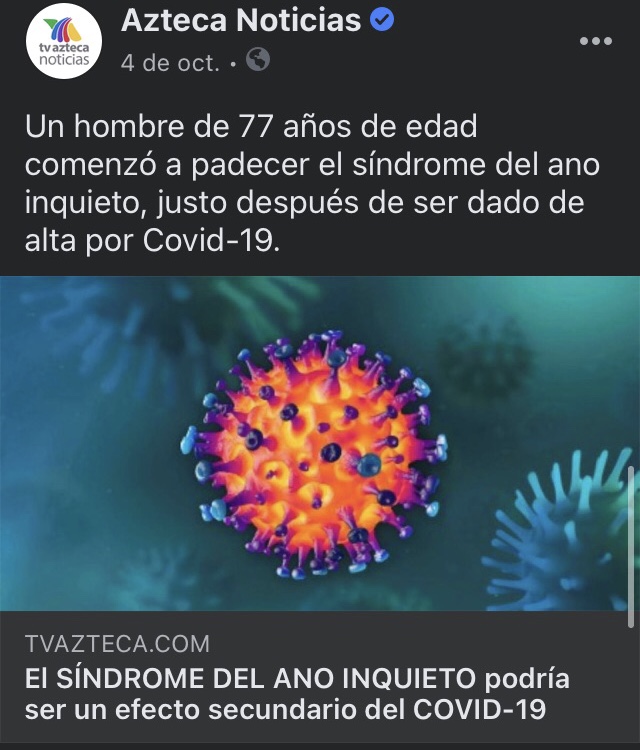 Azteca Noticias
tv azteca
noticias
4 de oct. •
Un hombre de 77 años de edad
comenzó a padecer el síndrome del ano
inquieto, justo después de ser dado de
alta por Covid-19.
TVAZTECA.COM
El SÍNDROME DEL ANO INQUIETO podría
ser un efecto secundario del COVID-19